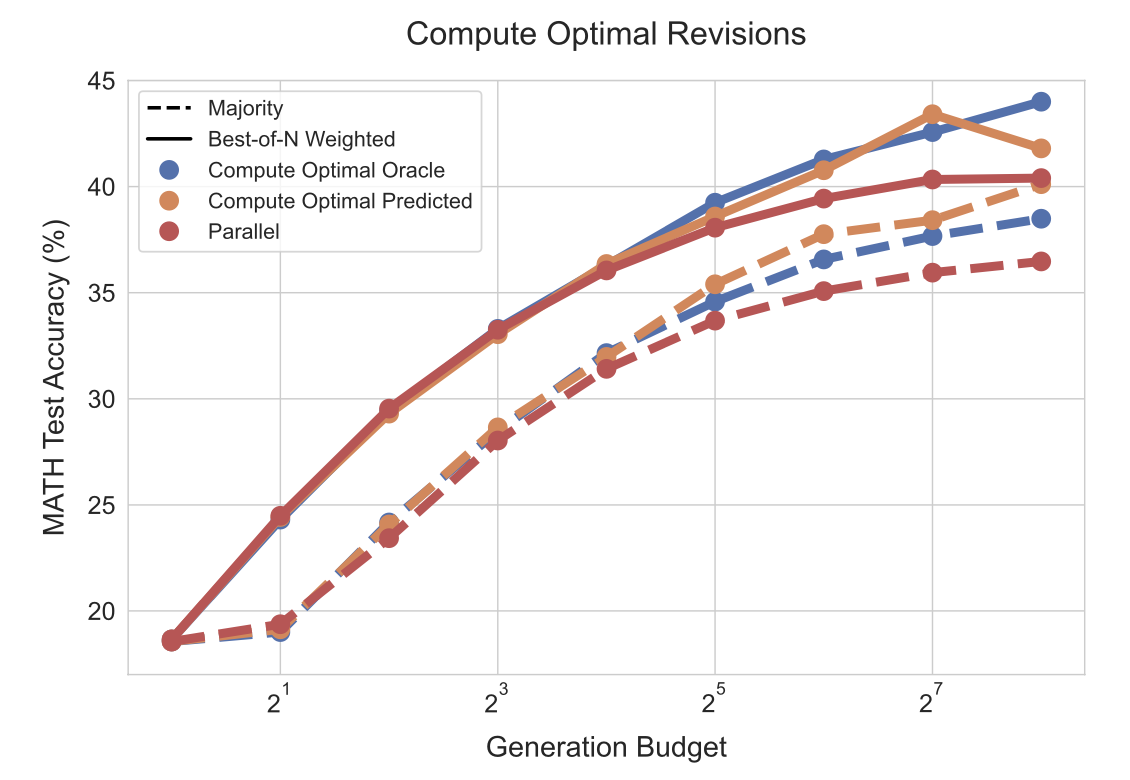 Compute Optimal Revisions
45
Majority
Best-of-N Weighted
Compute Optimal Oracle
Compute Optimal Predicted
Parallel
40
35
30
25
20
MATH Test Accuracy (%)
2^1
2^3
2^5
2^7
Generation Budget